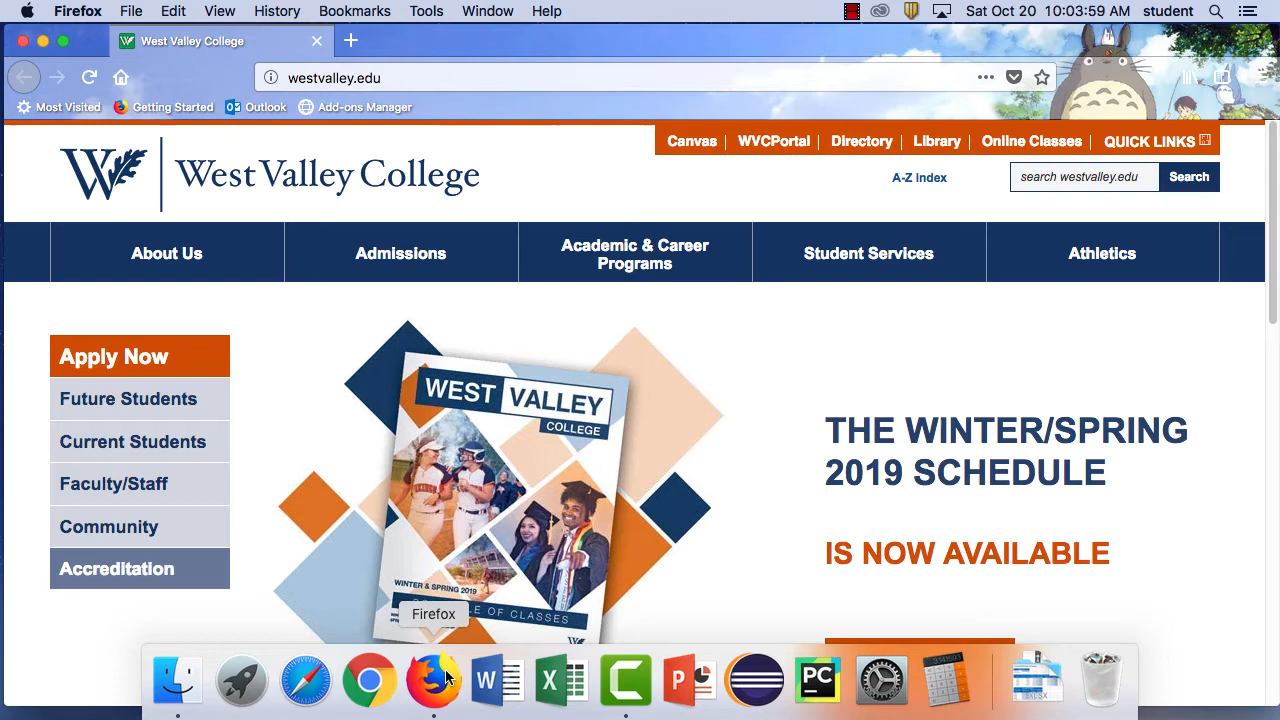 Firefox File Edit View History Bookmarks Tools Window Help Sat Oct 20 10:03:59 AM student
West Valley College
westvalley.edu
Most Visited Getting Started Outlook Add-ons Manager
Canvas WVCPortal Directory Library Online Classes QUICK LINKS
West Valley College
A-Z Index search westvalley.edu Search
About Us Admissions Academic & Career Programs Student Services Athletics
Apply Now
Future Students
Current Students
Faculty/Staff
Community
Accreditation
WEST VALLEY
COLLEGE
WINTER & SPRING 2019
OF CLASSES
THE WINTER/SPRING
2019 SCHEDULE
IS NOW AVAILABLE
Firefox
W X C P PC
XLSX